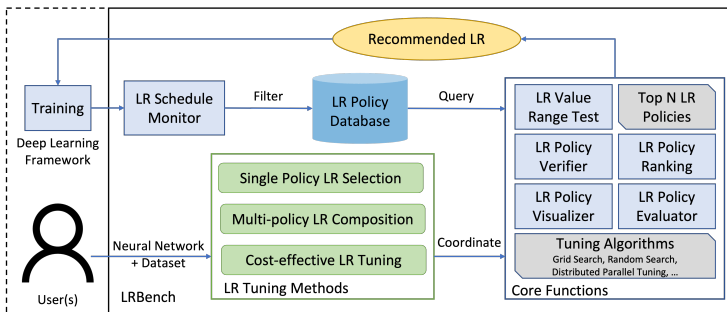 Recommended LR
Training
Deep Learning
Framework
LR Schedule
Monitor
Filter
LR Policy
Database
Query
LR Value
Range Test
Top N LR
Policies
LR Policy
Verifier
LR Policy
Ranking
LR Policy
Visualizer
LR Policy
Evaluator
Tuning Algorithms
Grid Search, Random Search,
Distributed Parallel Tuning, ...
Core Functions
Single Policy LR Selection
Multi-policy LR Composition
Cost-effective LR Tuning
LR Tuning Methods
Coordinate
Neural Network
+ Dataset
User(s)
LRBench